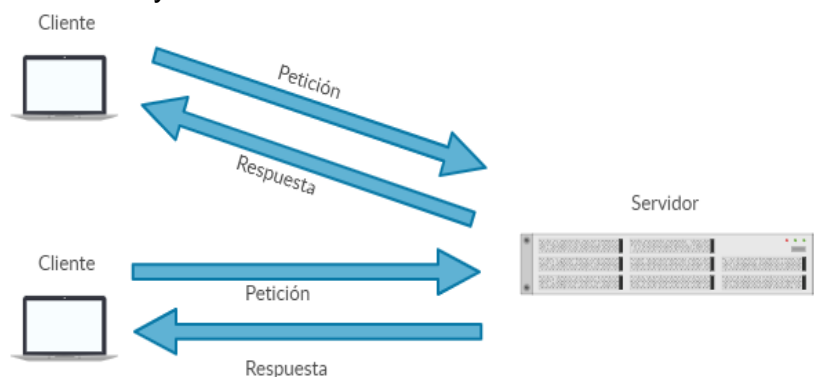 Cliente
Petición
Respuesta
Servidor
Cliente
Petición
Respuesta